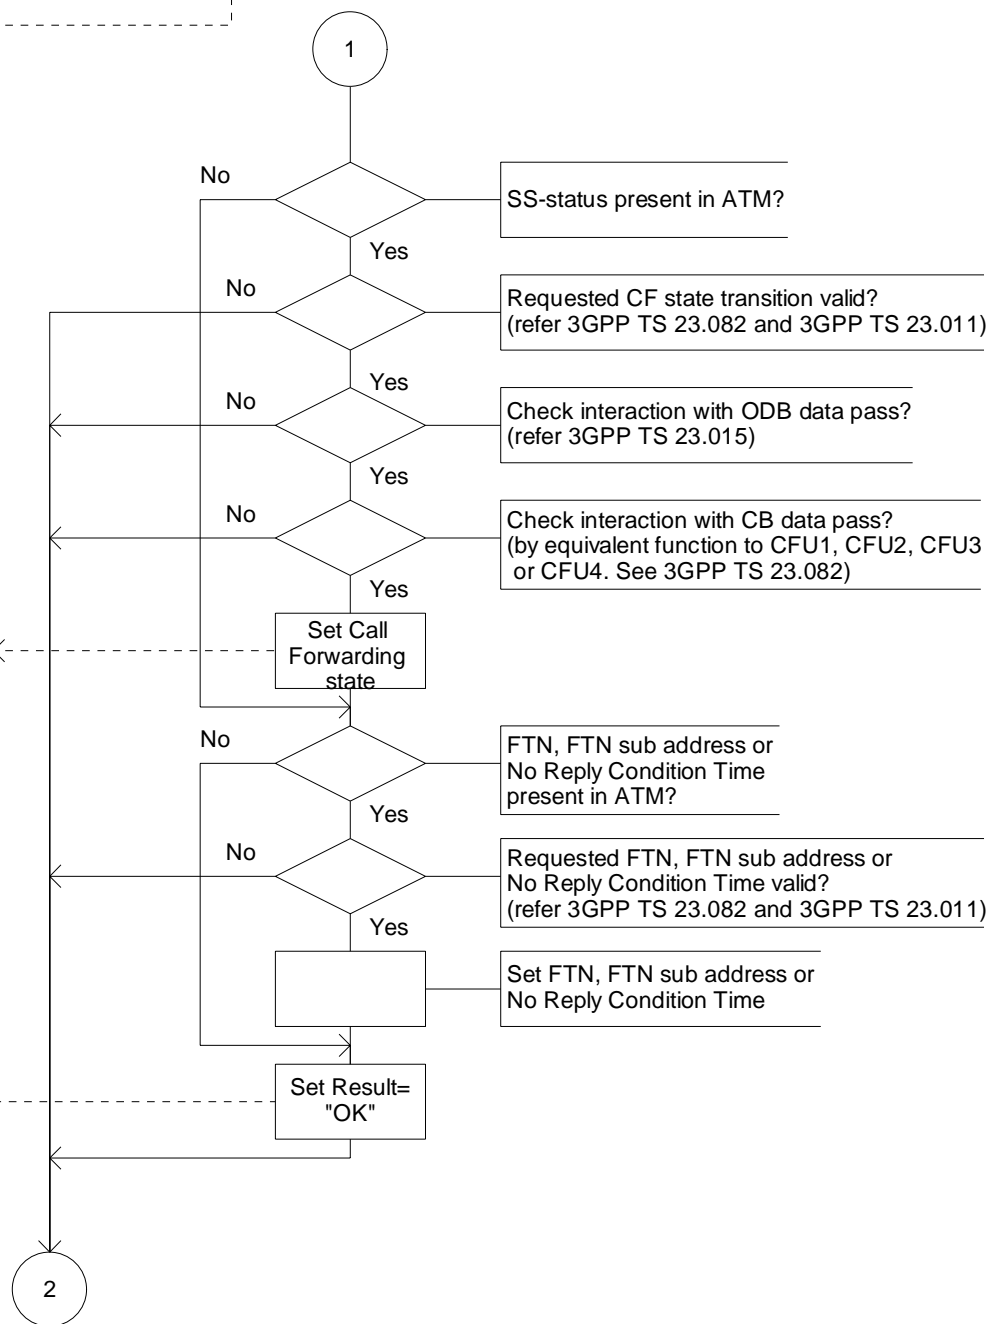 1
No
SS-status present in ATM?
Yes
No
Requested CF state transition valid?
(refer 3GPP TS 23.082 and 3GPP TS 23.011)
Yes
No
Check interaction with ODB data pass?
(refer 3GPP TS 23.015)
Yes
No
Check interaction with CB data pass?
(by equivalent function to CFU1, CFU2, CFU3
or CFU4. See 3GPP TS 23.082)
Yes
Set Call
Forwarding
state
No
FTN, FTN sub address or
No Reply Condition Time
present in ATM?
Yes
No
Requested FTN, FTN sub address or
No Reply Condition Time valid?
(refer 3GPP TS 23.082 and 3GPP TS 23.011)
Yes
Set FTN, FTN sub address or
No Reply Condition Time
Set Result=
"OK"
2